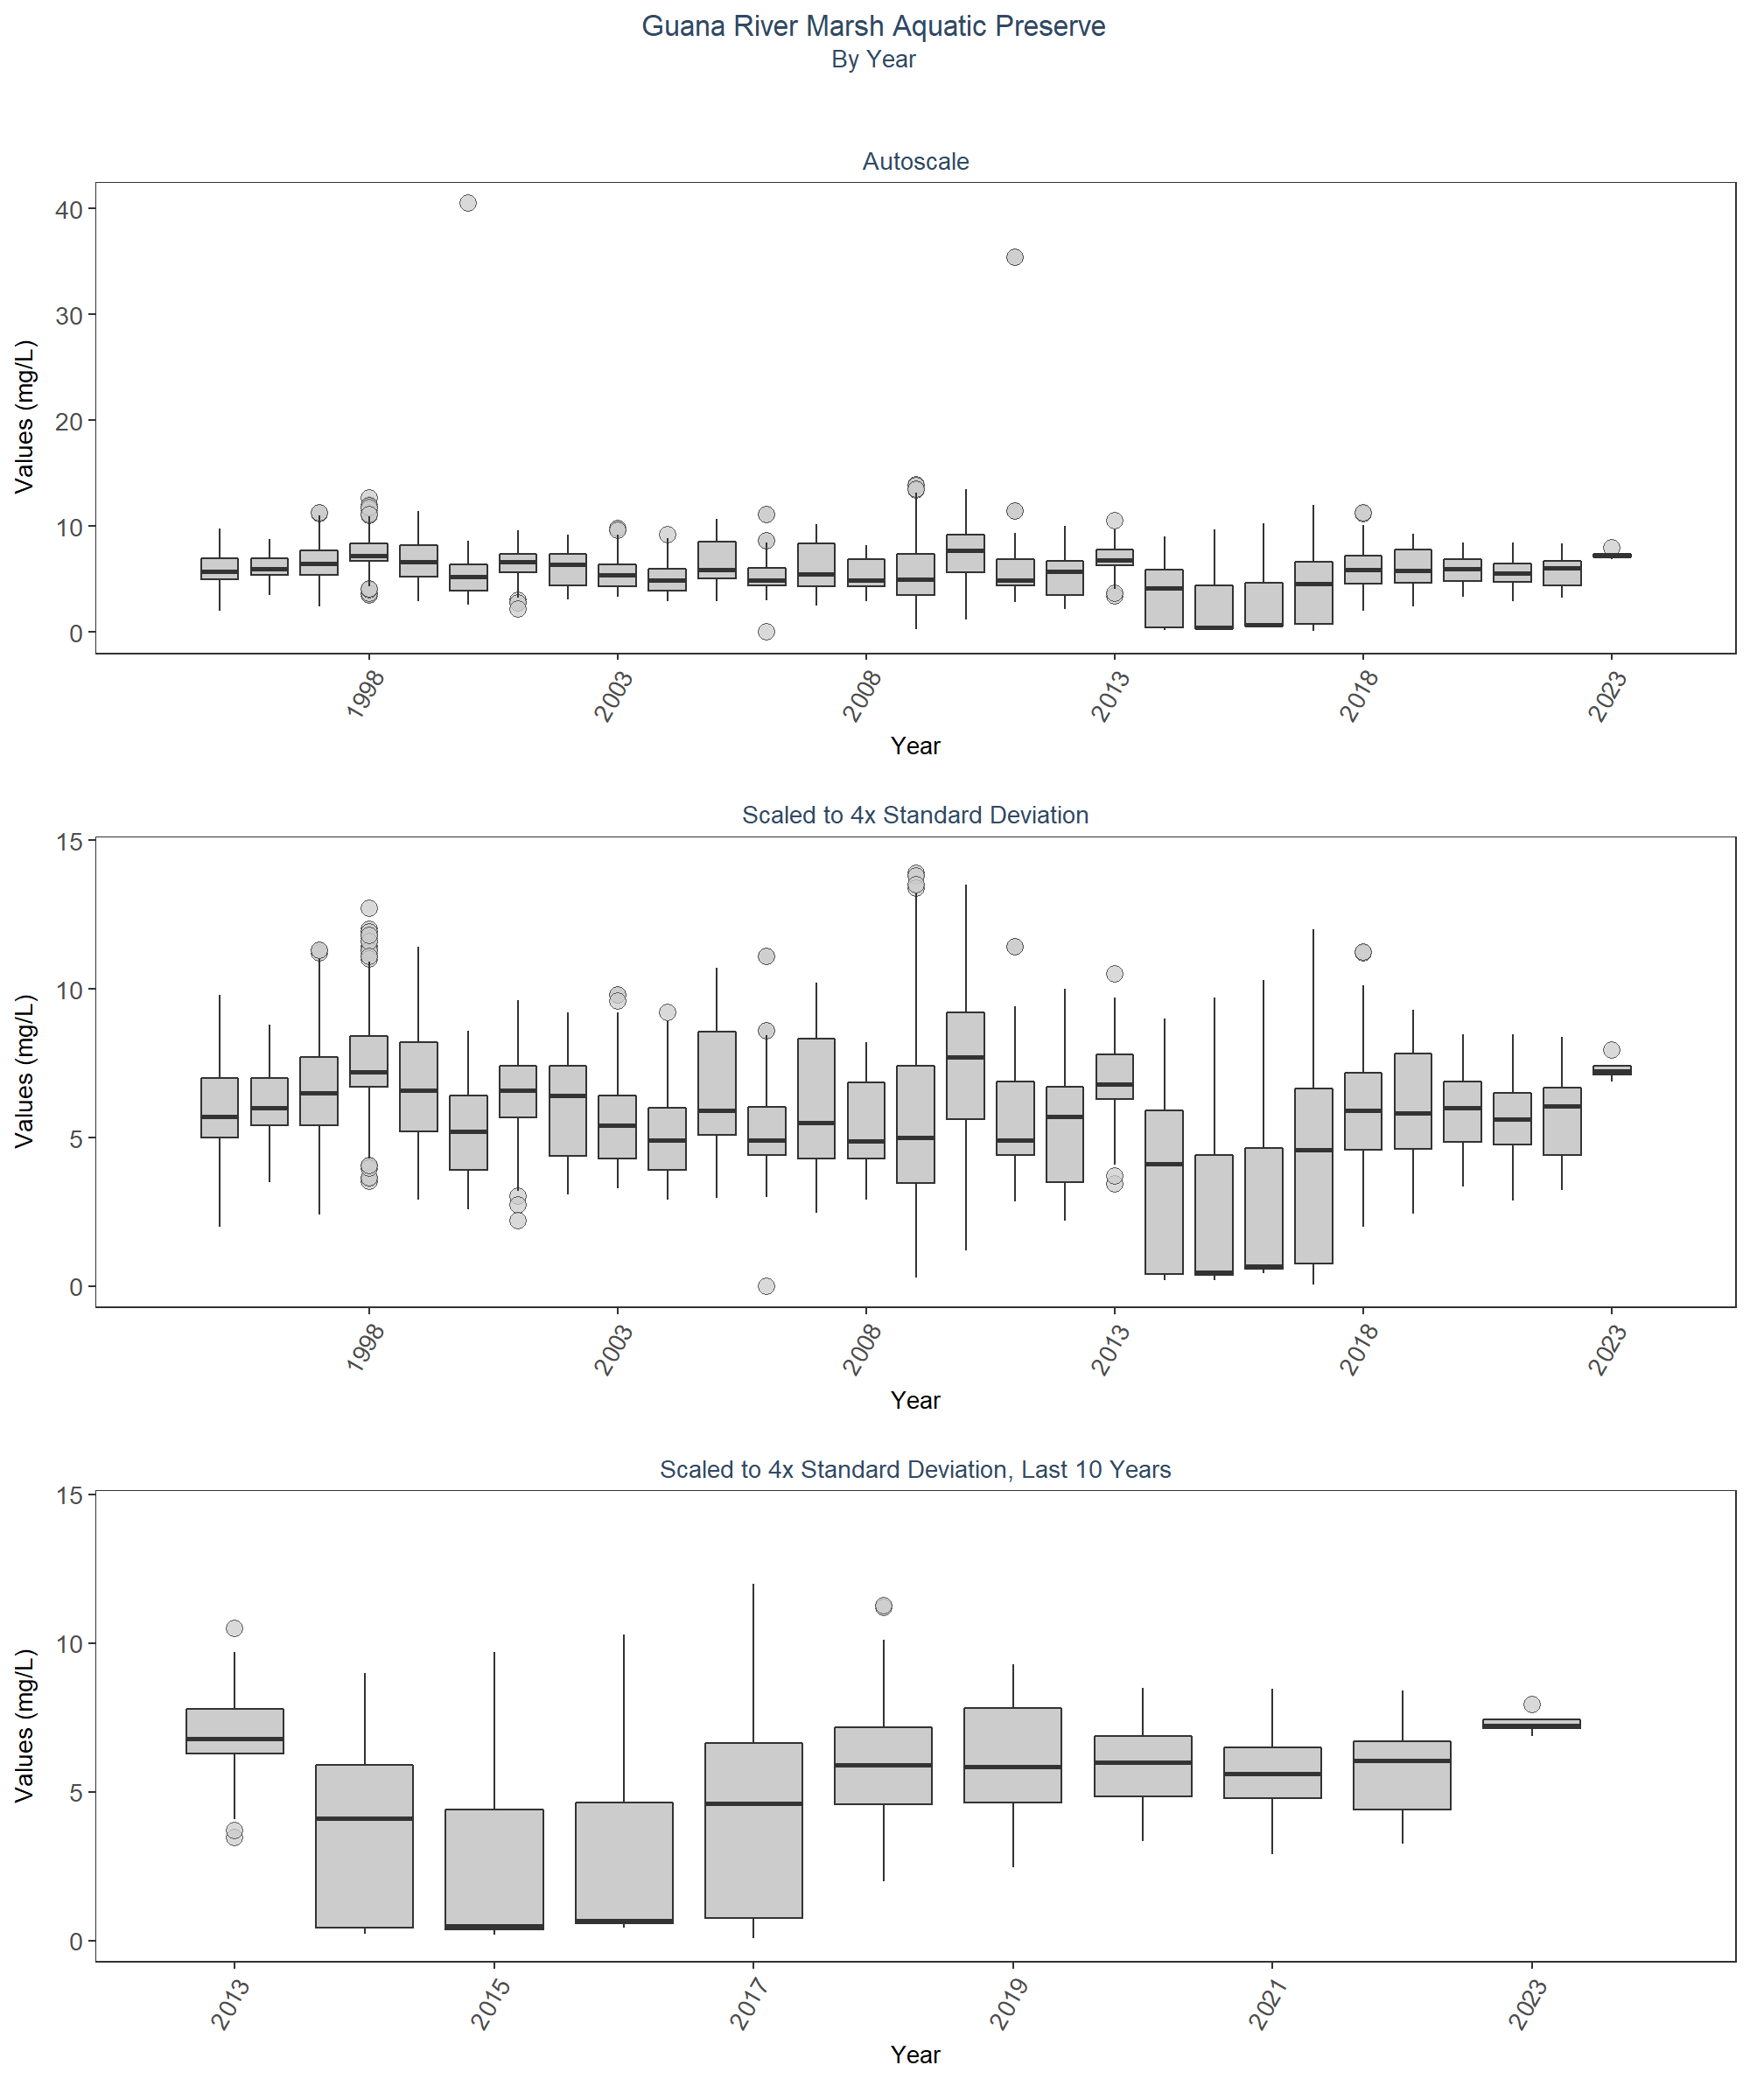 Guana River Marsh Aquatic Preserve
By Year
Autoscale
40
30
20
10
0
Values (mg/L)
1998
2003
2008
2013
2018
2023
Year
Scaled to 4x Standard Deviation
15
10
5
0
Values (mg/L)
1998
2003
2008
2013
2018
2023
Year
Scaled to 4x Standard Deviation, Last 10 Years
15
10
5
0
Values (mg/L)
2013
2015
2017
2019
2021
2023
Year